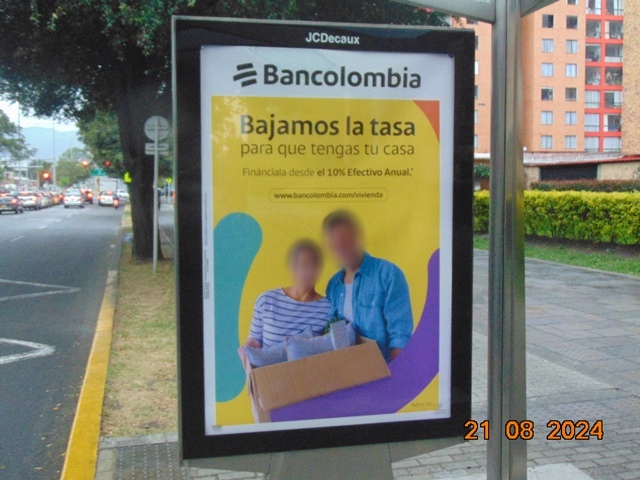 JCDecaux
Bancolombia
Bajamos la tasa
para que tengas tu casa
Fináncialа desde el 10% Efectivo Anual.*
www.bancolombia.com/vivienda
21 08 2024